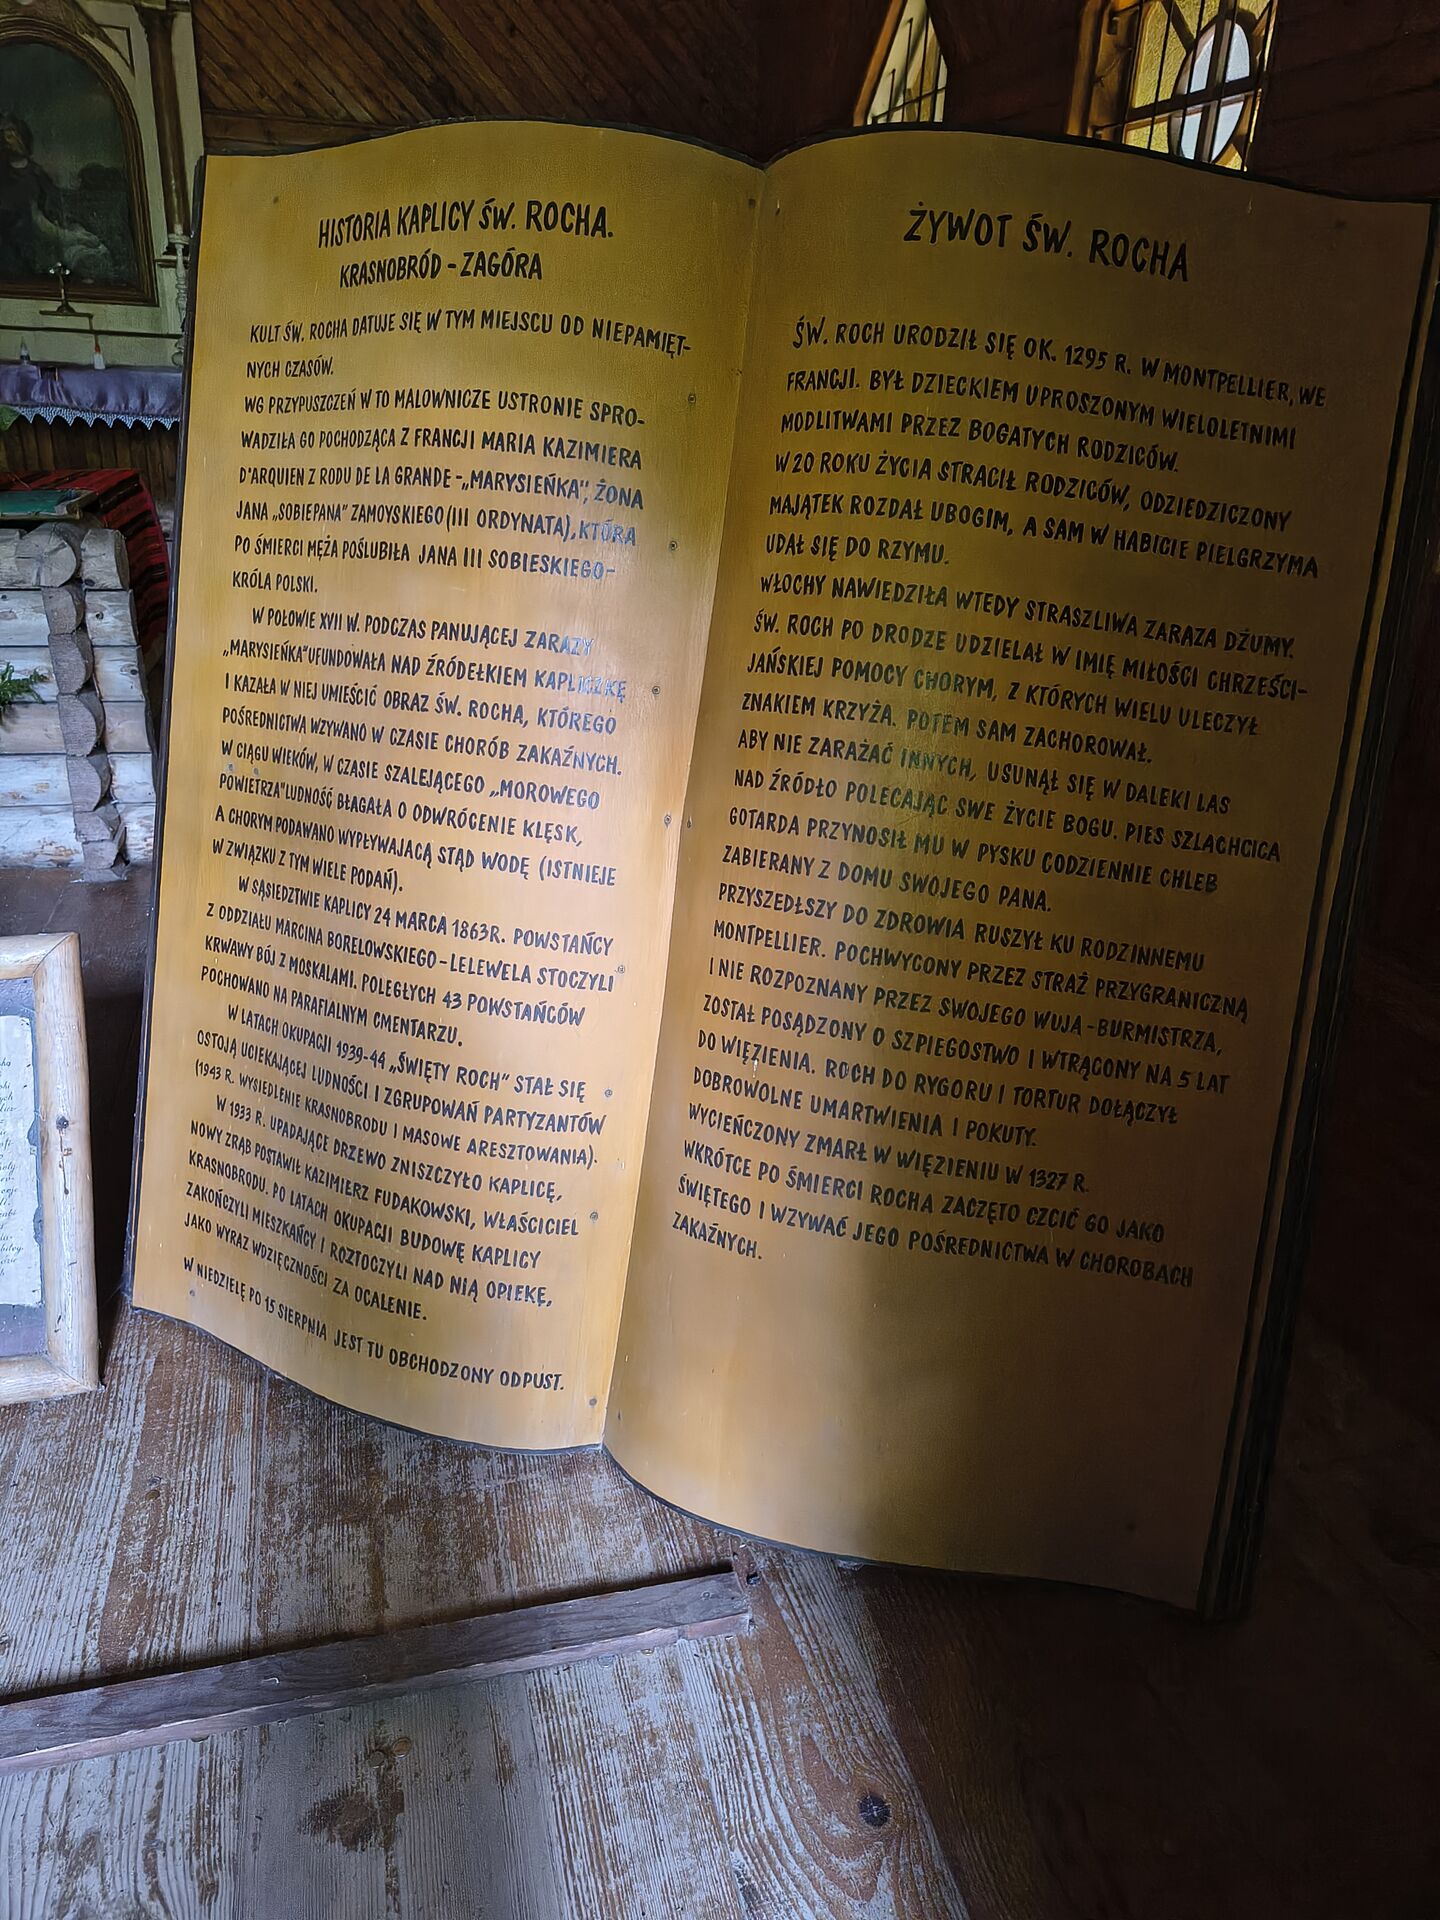 HISTORIA KAPLICY ŚW. ROCHA.
KRASNOBRÓD - ZAGÓRA
KULT ŚW. ROCHA DATUJE SIĘ W TYM MIEJSCU OD NIEPAMIĘT-
NYCH CZASÓW.
WG PRZYPUSZCZEŃ W TO MALOWNICZE USTRONIE SPRO-
WADZIŁA GO POCHODZĄCA Z FRANCJI MARIA KAZIMIERA
D'ARQUIEN Z RODU DE LA GRANDE - „MARYSIEŃKA", ŻONA
JANA „SOBIEPANA" ZAMOYSKIEGO (III ORDYNATA), KTÓRA
PO ŚMIERCI MĘŻA POŚLUBIŁA JANA III SOBIESKIEGO-
KRÓLA POLSKI.
W POŁOWIE XVII W. PODCZAS PANUJĄCEJ ZARAZY
„MARYSIEŃKA" UFUNDOWAŁA NAD ŹRÓDEŁKIEM KAPLICZKĘ
I KAZAŁA W NIEJ UMIEŚCIĆ OBRAZ ŚW. ROCHA, KTÓREGO
POŚREDNICTWA WZYWANO W CZASIE CHORÓB ZAKAŹNYCH.
W CIĄGU WIEKÓW, W CZASIE SZALEJĄCEGO „MOROWEGO
POWIETRZA" LUDNOŚĆ BŁAGAŁA O ODWRÓCENIE KLĘSK,
A CHORYM PODAWANO WYPŁYWAJACĄ STĄD WODĘ (ISTNIEJE
W ZWIĄZKU Z TYM WIELE PODAŃ).
W SĄSIEDZTWIE KAPLICY 24 MARCA 1863R. POWSTAŃCY
Z ODDZIAŁU MARCINA BORELOWSKIEGO - LELEWELA STOCZYLI
KRWAWY BÓJ Z MOSKALAMI. POLEGŁYCH 43 POWSTAŃCÓW
POCHOWANO NA PARAFIALNYM CMENTARZU.
W LATACH OKUPACJI 1939-44 „ŚWIĘTY ROCH" STAŁ SIĘ
OSTOJĄ UCIEKAJĄCEJ LUDNOŚCI I ZGRUPOWAŃ PARTYZANTÓW
(1943 R. WYSIEDLENIE KRASNOBRODU I MASOWE ARESZTOWANIA).
W 1933 R. UPADAJĄCE DRZEWO ZNISZCZYŁO KAPLICĘ,
NOWY ZRĄB POSTAWIŁ KAZIMIERZ FUDAKOWSKI, WŁAŚCICIEL
KRASNOBRODU. PO LATACH OKUPACJI BUDOWĘ KAPLICY
ZAKOŃCZYLI MIESZKAŃCY I ROZTOCZYLI NAD NIĄ OPIEKĘ,
JAKO WYRAZ WDZIĘCZNOŚCI ZA OCALENIE.
W NIEDZIELĘ PO 15 SIERPNIA JEST TU OBCHODZONY ODPUST.
ŻYWOT ŚW. ROCHA
ŚW. ROCH URODZIŁ SIĘ OK. 1295 R. W MONTPELLIER, WE
FRANCJI. BYŁ DZIECKIEM UPROSZONYM WIELOLETNIMI
MODLITWAMI PRZEZ BOGATYCH RODZICÓW.
W 20 ROKU ŻYCIA STRACIŁ RODZICÓW, ODZIEDZICZONY
MAJĄTEK ROZDAŁ UBOGIM, A SAM W HABICIE PIELGRZYMA
UDAŁ SIĘ DO RZYMU.
WŁOCHY NAWIEDZIŁA WTEDY STRASZLIWA ZARAZA DŻUMY.
ŚW. ROCH PO DRODZE UDZIELAŁ W IMIĘ MIŁOŚCI CHRZEŚCI-
JAŃSKIEJ POMOCY CHORYM, Z KTÓRYCH WIELU ULECZYŁ
ZNAKIEM KRZYŻA. POTEM SAM ZACHOROWAŁ.
ABY NIE ZARAŻAĆ INNYCH, USUNĄŁ SIĘ W DALEKI LAS
NAD ŹRÓDŁO POLECAJĄC SWE ŻYCIE BOGU. PIES SZLACHCICA
GOTARDA PRZYNOSIŁ MU W PYSKU CODZIENNIE CHLEB
ZABIERANY Z DOMU SWOJEGO PANA.
PRZYSZEDŁSZY DO ZDROWIA RUSZYŁ KU RODZINNEMU
MONTPELLIER. POCHWYCONY PRZEZ STRAŻ PRZYGRANICZNĄ
I NIE ROZPOZNANY PRZEZ SWOJEGO WUJA - BURMISTRZA,
ZOSTAŁ POSĄDZONY O SZPIEGOSTWO I WTRĄCONY NA 5 LAT
DO WIĘZIENIA. ROCH DO RYGORU I TORTUR DOŁĄCZYŁ
DOBROWOLNE UMARTWIENIA I POKUTY.
WYCIEŃCZONY ZMARŁ W WIĘZIENIU W 1327 R.
WKRÓTCE PO ŚMIERCI ROCHA ZACZĘTO CZCIĆ GO JAKO
ŚWIĘTEGO I WZYWAĆ JEGO POŚREDNICTWA W CHOROBACH
ZAKAŹNYCH.